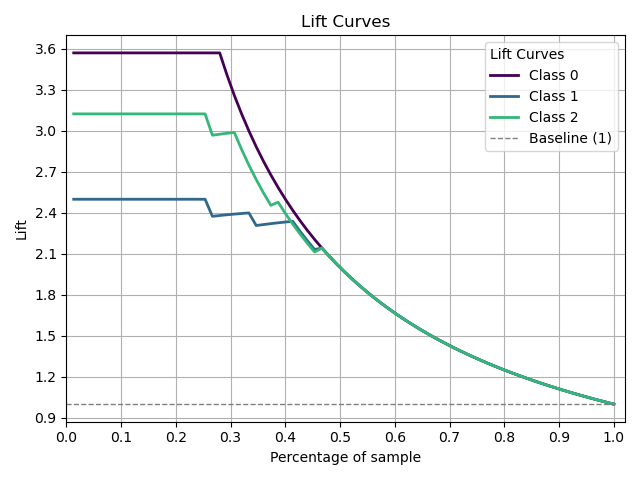 Lift Curves
3.6
3.3
3.0
2.7
2.4
2.1
1.8
1.5
1.2
0.9
Lift
Lift Curves
Class 0
Class 1
Class 2
Baseline (1)
0.0 0.1 0.2 0.3 0.4 0.5 0.6 0.7 0.8 0.9 1.0
Percentage of sample